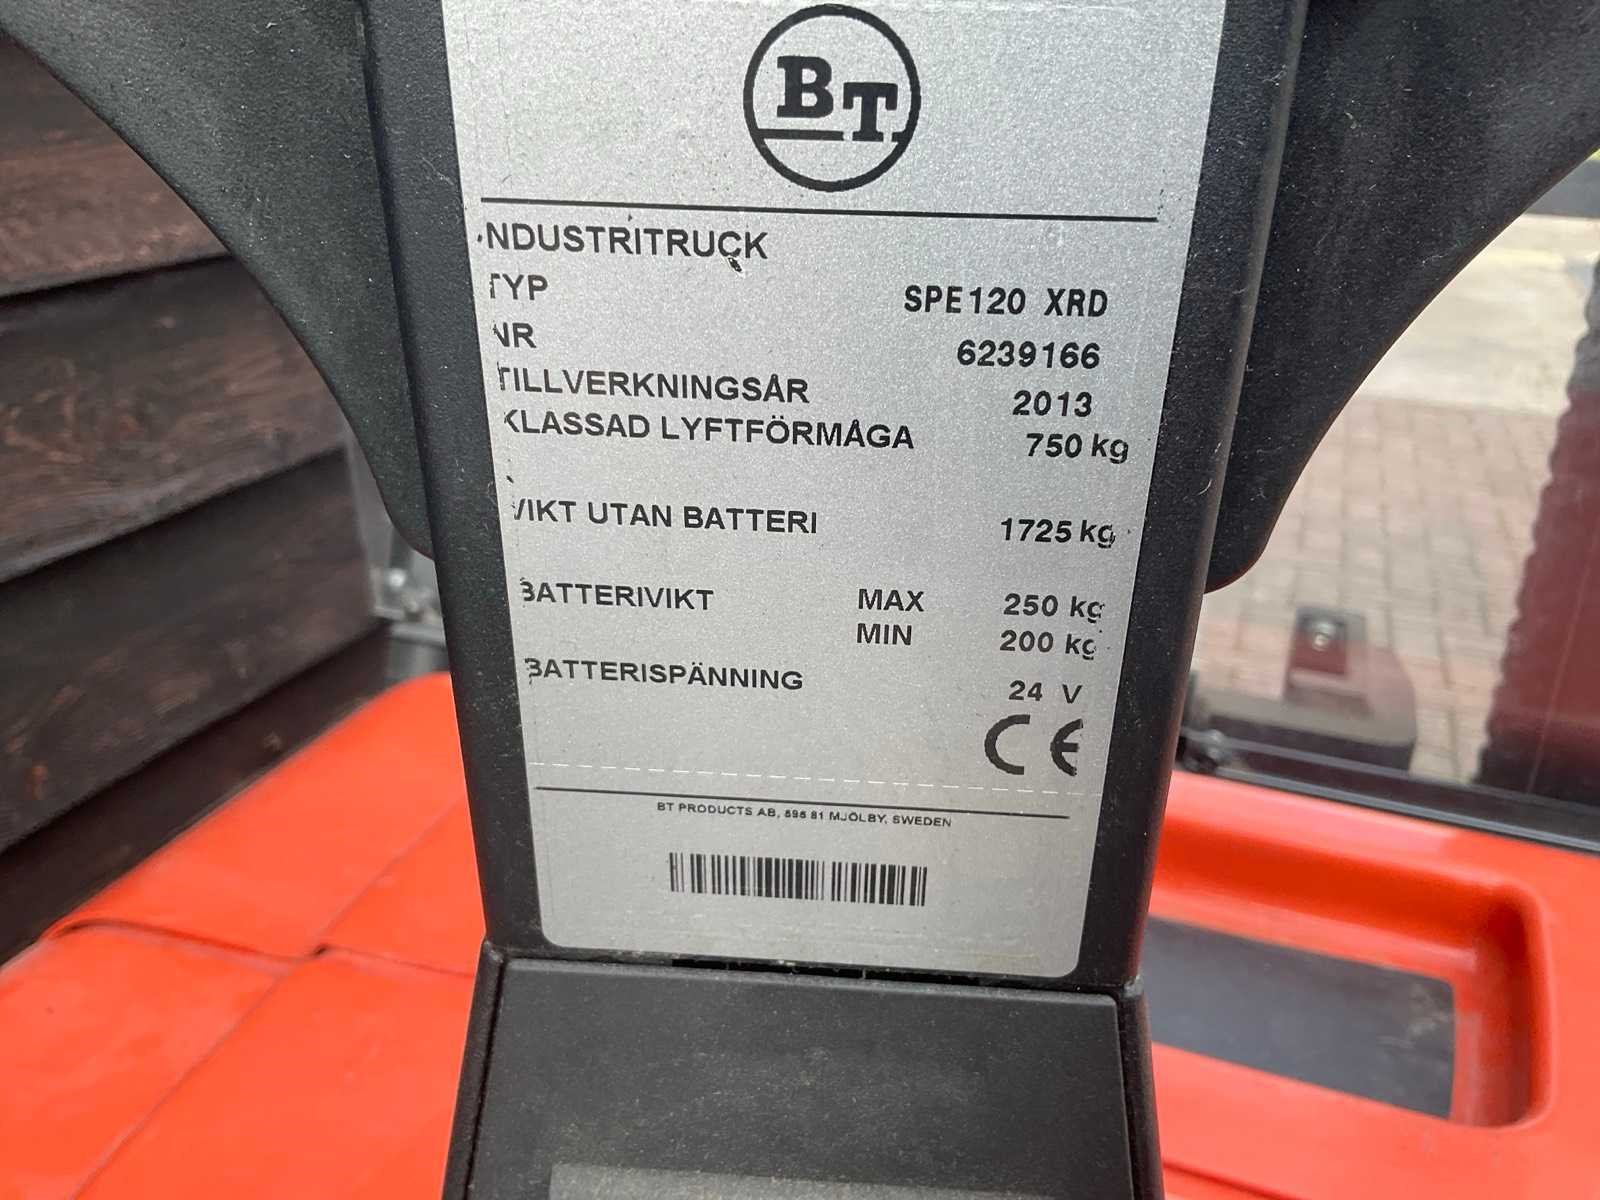 BT
INDUSTRITRUCK
TYP SPE120 XRD
NR 6239166
TILLVERKNINGSÅR 2013
KLASSAD LYFTFÖRMÅGA 750 kg
VIKT UTAN BATTERI 1725 kg
BATTERIVIKT MAX 250 kg
MIN 200 kg
BATTERISPÄNNING 24 V
CE
BT PRODUCTS AB, 595 81 MJÖLBY, SWEDEN